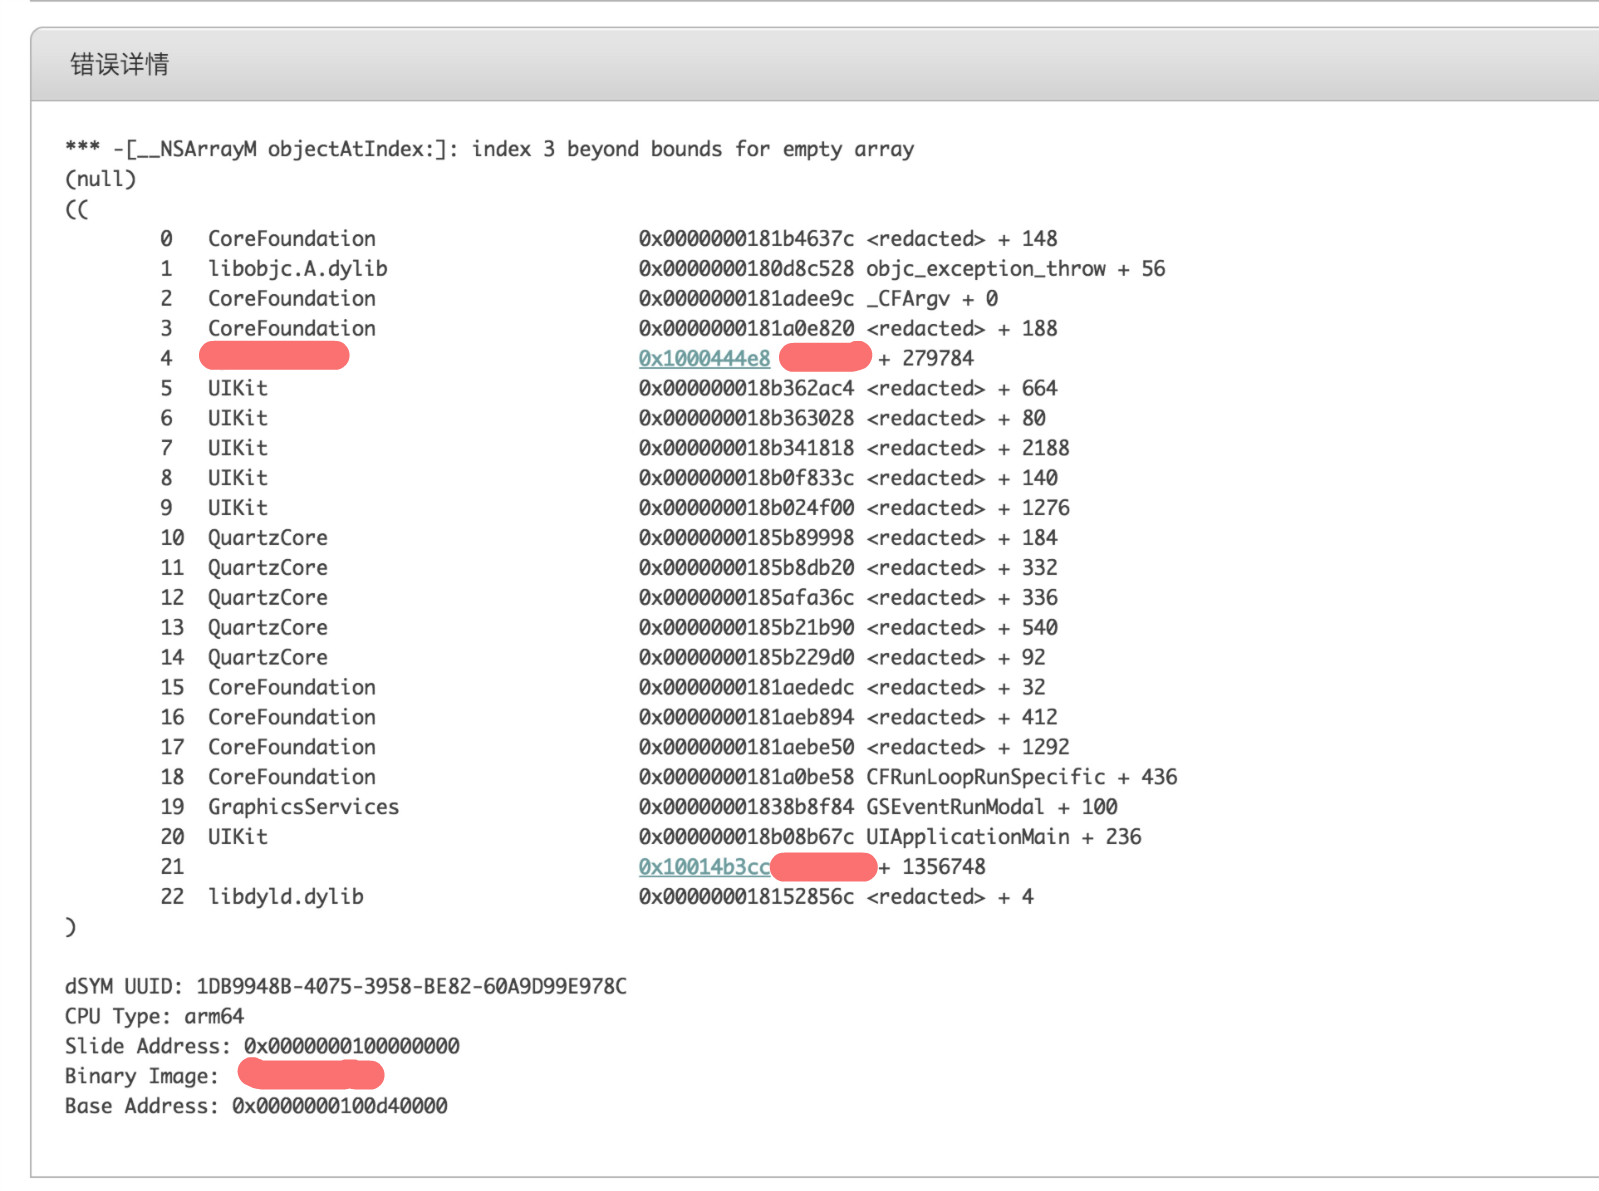 错误详情
*** -[__NSArrayM objectAtIndex:]: index 3 beyond bounds for empty array
(null)
((
0 CoreFoundation 0x0000000181b4637c <redacted> + 148
1 libobjc.A.dylib 0x0000000180d8c528 objc_exception_throw + 56
2 CoreFoundation 0x0000000181adee9c _CFArgv + 0
3 CoreFoundation 0x0000000181a0e820 <redacted> + 188
4 0x1000444e8 + 279784
5 UIKit 0x000000018b362ac4 <redacted> + 664
6 UIKit 0x000000018b363028 <redacted> + 80
7 UIKit 0x000000018b341818 <redacted> + 2188
8 UIKit 0x000000018b0f833c <redacted> + 140
9 UIKit 0x000000018b024f00 <redacted> + 1276
10 QuartzCore 0x0000000185b89998 <redacted> + 184
11 QuartzCore 0x0000000185b8db20 <redacted> + 332
12 QuartzCore 0x0000000185afa36c <redacted> + 336
13 QuartzCore 0x0000000185b21b90 <redacted> + 540
14 QuartzCore 0x0000000185b229d0 <redacted> + 92
15 CoreFoundation 0x0000000181aededc <redacted> + 32
16 CoreFoundation 0x0000000181aeb894 <redacted> + 412
17 CoreFoundation 0x0000000181aebe50 <redacted> + 1292
18 CoreFoundation 0x0000000181a0be58 CFRunLoopRunSpecific + 436
19 GraphicsServices 0x00000001838b8f84 GSEventRunModal + 100
20 UIKit 0x000000018b08b67c UIApplicationMain + 236
21 0x10014b3cc + 1356748
22 libdyld.dylib 0x000000018152856c <redacted> + 4
)
dSYM UUID: 1DB9948B-4075-3958-BE82-60A9D99E978C
CPU Type: arm64
Slide Address: 0x0000000100000000
Binary Image:
Base Address: 0x0000000100d40000